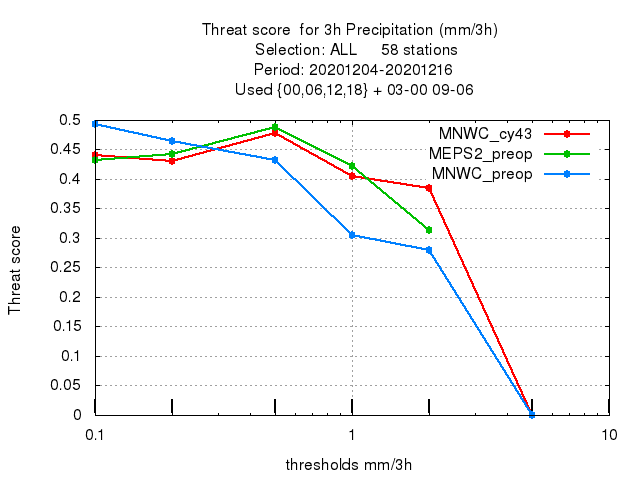 Threat score  for 3h Precipitation (mm/3h)
Selection: ALL     58 stations
Period: 20201204-20201216
Used {00,06,12,18} + 03-00 09-06
MNWC_cy43
MEPS2_preop
MNWC_preop
0.5
0.45
0.4
0.35
0.3
0.25
0.2
0.15
0.1
0.05
0
Threat score
0.1 1 10
thresholds mm/3h